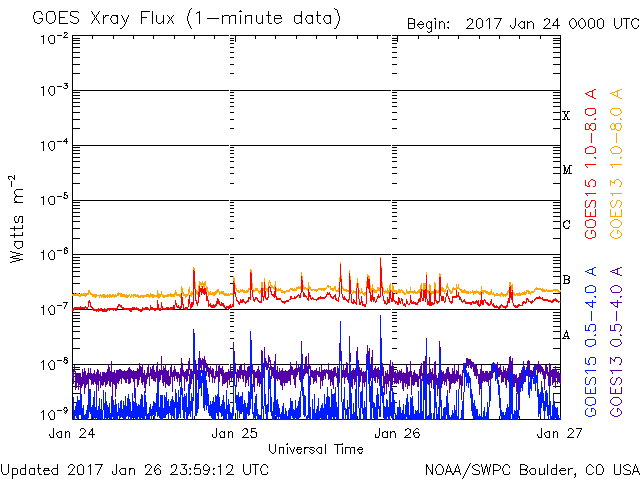 GOES Xray Flux (1-minute data)
Begin: 2017 Jan 24 0000 UTC
10-2
10-3
10-4
10-5
10-6
10-7
10-8
10-9
Watts m-2
X
M
C
B
A
GOES15 1.0-8.0 A
GOES13 1.0-8.0 A
GOES15 0.5-4.0 A
GOES13 0.5-4.0 A
Jan 24
Jan 25
Jan 26
Jan 27
Universal Time
Updated 2017 Jan 26 23:59:12 UTC
NOAA/SWPC Boulder, CO USA